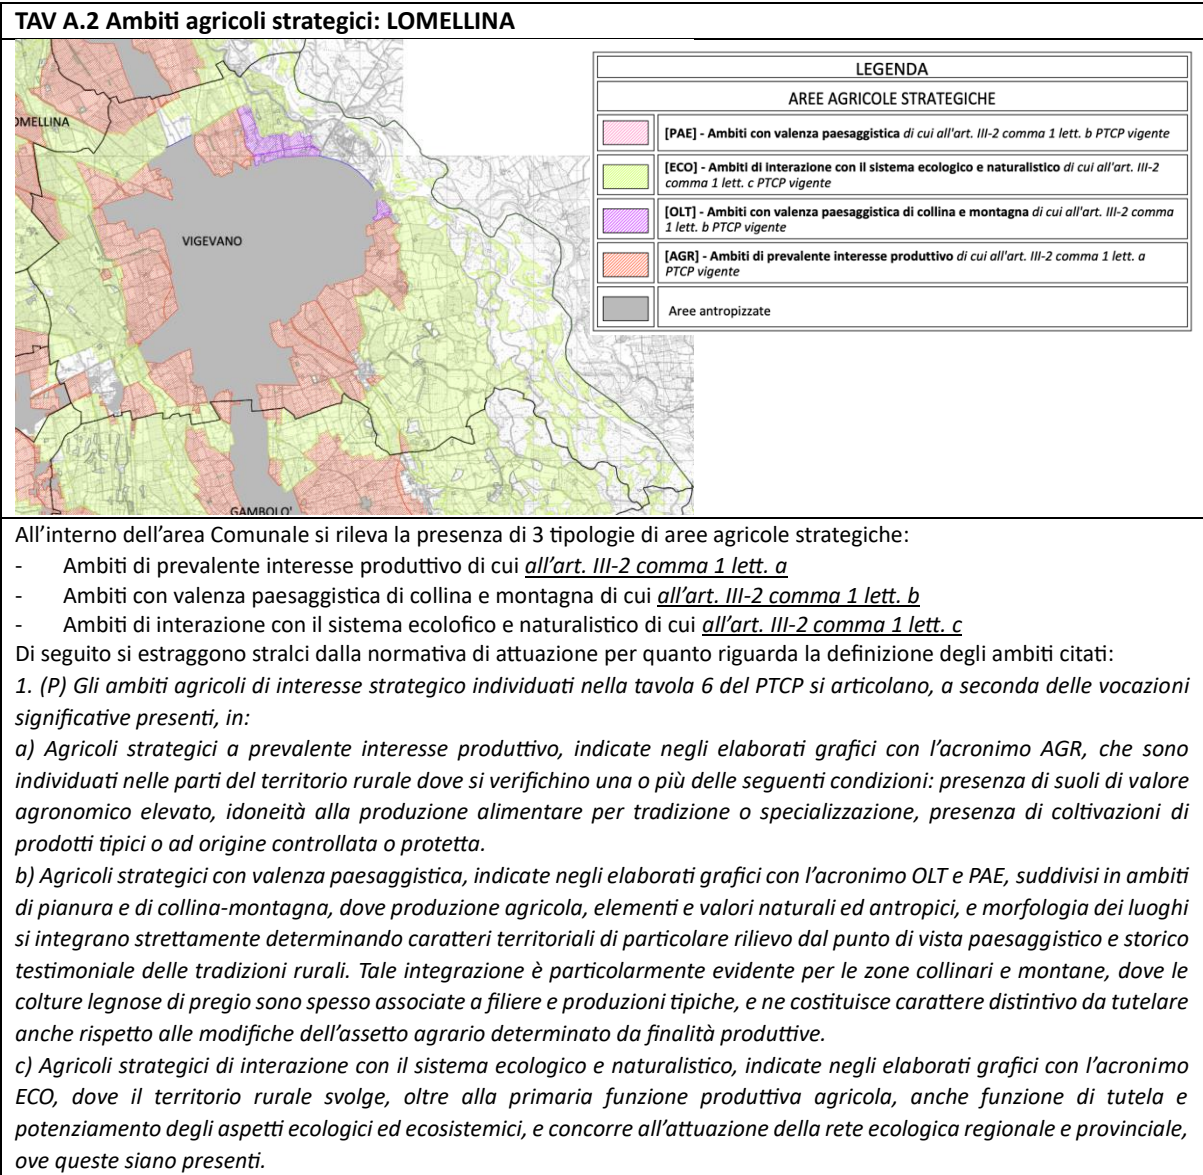 TAV A.2 Ambiti agricoli strategici: LOMELLINA
OMELLINA
VIGEVANO
GAMBOLO'
LEGENDA
AREE AGRICOLE STRATEGICHE
[PAE] - Ambiti con valenza paesaggistica di cui all'art. III-2 comma 1 lett. b PTCP vigente
[ECO] - Ambiti di interazione con il sistema ecologico e naturalistico di cui all'art. III-2
comma 1 lett. c PTCP vigente
[OLT] - Ambiti con valenza paesaggistica di collina e montagna di cui all'art. III-2 comma
1 lett. b PTCP vigente
[AGR] - Ambiti di prevalente interesse produttivo di cui all'art. III-2 comma 1 lett. a
PTCP vigente
Aree antropizzate
All’interno dell’area Comunale si rileva la presenza di 3 tipologie di aree agricole strategiche:
- Ambiti di prevalente interesse produttivo di cui all’art. III-2 comma 1 lett. a
- Ambiti con valenza paesaggistica di collina e montagna di cui all’art. III-2 comma 1 lett. b
- Ambiti di interazione con il sistema ecolofico e naturalistico di cui all’art. III-2 comma 1 lett. c
Di seguito si estraggono stralci dalla normativa di attuazione per quanto riguarda la definizione degli ambiti citati:
1. (P) Gli ambiti agricoli di interesse strategico individuati nella tavola 6 del PTCP si articolano, a seconda delle vocazioni
significative presenti, in:
a) Agricoli strategici a prevalente interesse produttivo, indicate negli elaborati grafici con l’acronimo AGR, che sono
individuati nelle parti del territorio rurale dove si verifichino una o più delle seguenti condizioni: presenza di suoli di valore
agronomico elevato, idoneità alla produzione alimentare per tradizione o specializzazione, presenza di coltivazioni di
prodotti tipici o ad origine controllata o protetta.
b) Agricoli strategici con valenza paesaggistica, indicate negli elaborati grafici con l’acronimo OLT e PAE, suddivisi in ambiti
di pianura e di collina-montagna, dove produzione agricola, elementi e valori naturali ed antropici, e morfologia dei luoghi
si integrano strettamente determinando caratteri territoriali di particolare rilievo dal punto di vista paesaggistico e storico
testimoniale delle tradizioni rurali. Tale integrazione è particolarmente evidente per le zone collinari e montane, dove le
colture legnose di pregio sono spesso associate a filiere e produzioni tipiche, e ne costituisce carattere distintivo da tutelare
anche rispetto alle modifiche dell’assetto agrario determinato da finalità produttive.
c) Agricoli strategici di interazione con il sistema ecologico e naturalistico, indicate negli elaborati grafici con l’acronimo
ECO, dove il territorio rurale svolge, oltre alla primaria funzione produttiva agricola, anche funzione di tutela e
potenziamento degli aspetti ecologici ed ecosistemici, e concorre all’attuazione della rete ecologica regionale e provinciale,
ove queste siano presenti.